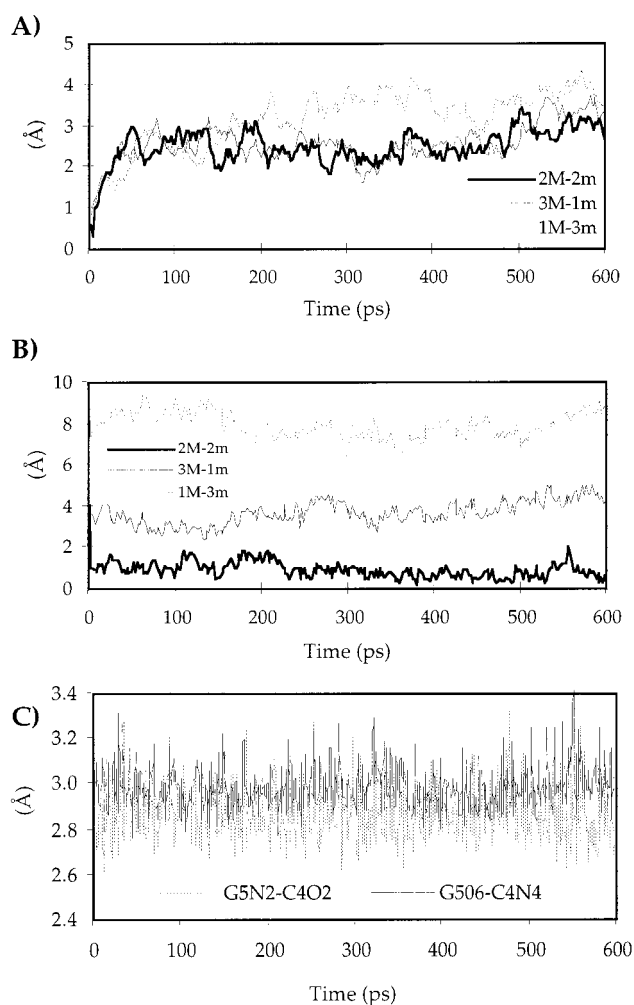 A)
5
4
3
2
1
0
(Å)
2M-2m
3M-1m
1M-3m
0 100 200 300 400 500 600
Time (ps)
B)
10
8
6
4
2
0
(Å)
2M-2m
3M-1m
1M-3m
0 100 200 300 400 500 600
Time (ps)
C)
3.4
3.2
3.0
2.8
2.6
2.4
(Å)
G5N2-C4O2 G506-C4N4
0 100 200 300 400 500 600
Time (ps)